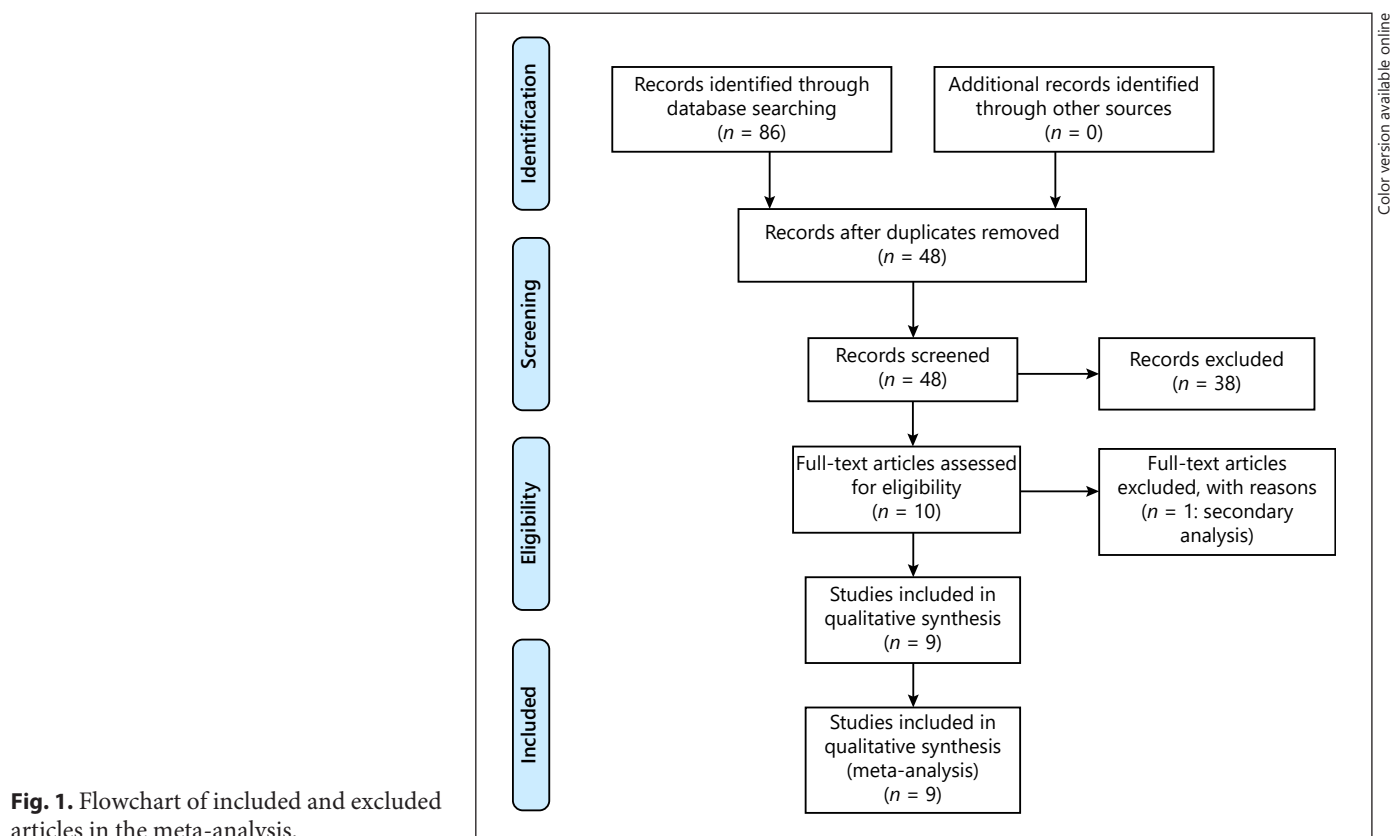 Color version available online
Identification
Records identified through
database searching
(n = 86)
Additional records identified
through other sources
(n = 0)
Records after duplicates removed
(n = 48)
Screening
Records screened
(n = 48)
Records excluded
(n = 38)
Eligibility
Full-text articles assessed
for eligibility
(n = 10)
Full-text articles
excluded, with reasons
(n = 1: secondary
analysis)
Studies included in
qualitative synthesis
(n = 9)
Included
Studies included in
qualitative synthesis
(meta-analysis)
(n = 9)
Fig. 1. Flowchart of included and excluded
articles in the meta-analysis.